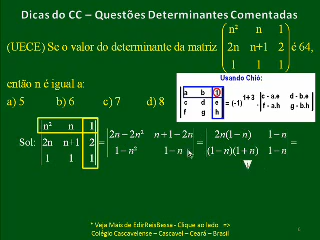 Dicas do CC – Questões Determinantes Comentadas
(UECE) Se o valor do determinante da matriz
n² n 1
2n n+1 2
1 1 1
é 64,
então n é igual a:
a) 5 b) 6 c) 7 d) 8
Usando Chió:
a b 1
c d e
f g h
= (-1)¹⁺³ · c - a.e d - b.e
f - a.h g - b.h
Sol:
n² n 1
2n n+1 2
1 1 1
= 2n - 2n² n + 1 - 2n
1 - n² 1 - n
= 2n(1-n) 1-n
(1-n)(1+n) 1-n
=
* Veja Mais de EdirReisBessa - Clique ao lado =>
Colégio Cascavelense – Cascavel – Ceará – Brasil